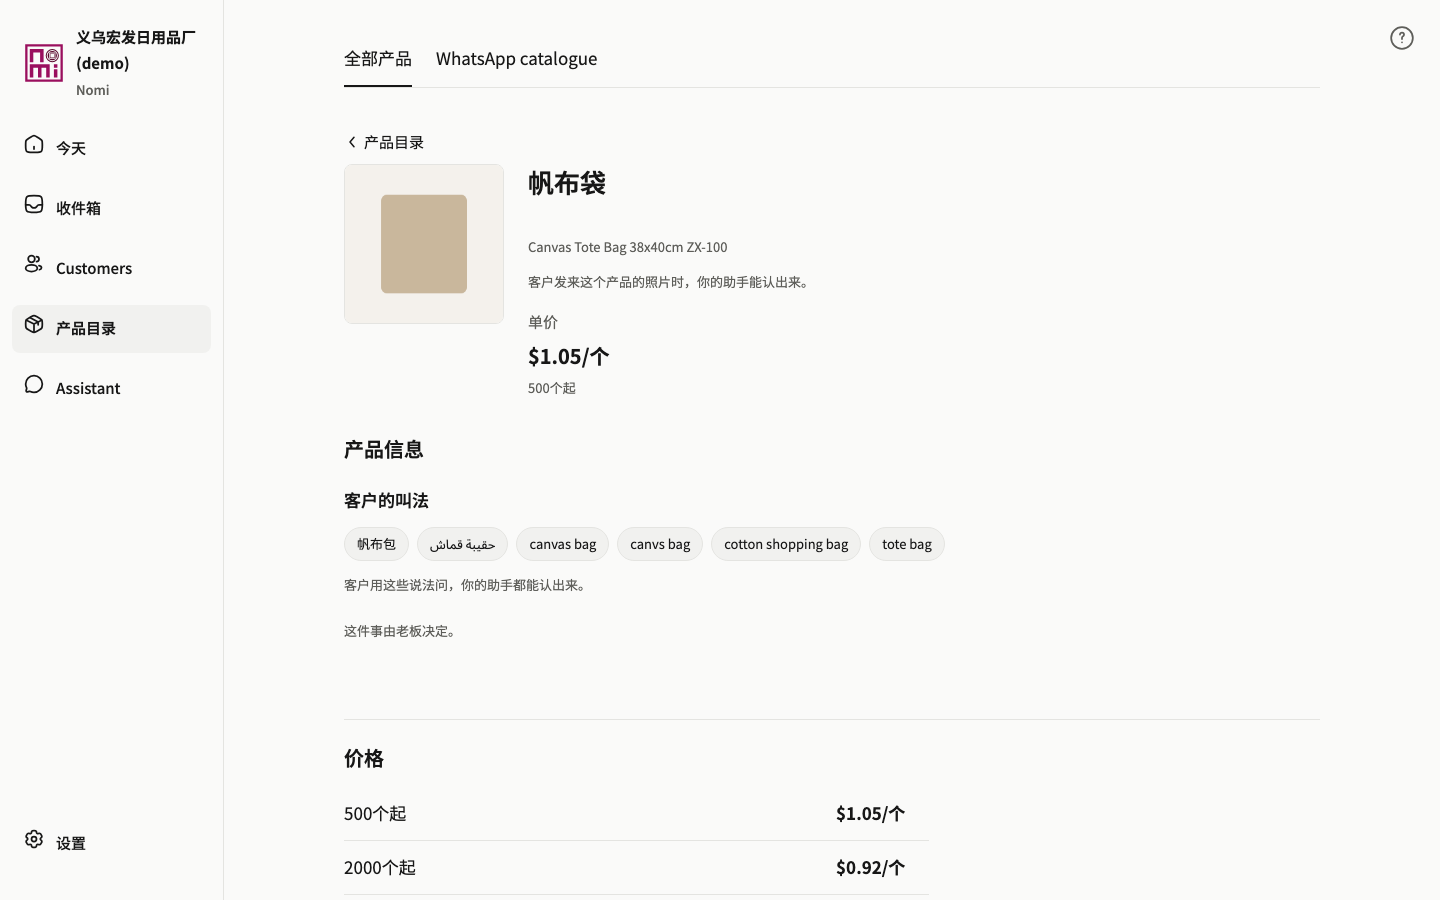 义乌宏发日用品厂
(demo)
Nomi
今天
收件箱
Customers
产品目录
Assistant
设置
全部产品
WhatsApp catalogue
产品目录
帆布袋
Canvas Tote Bag 38x40cm ZX-100
客户发来这个产品的照片时，你的助手能认出来。
单价
$1.05/个
500个起
产品信息
客户的叫法
帆布包
حقيبة قماش
canvas bag
canvs bag
cotton shopping bag
tote bag
客户用这些说法问，你的助手都能认出来。
这件事由老板决定。
价格
500个起
$1.05/个
2000个起
$0.92/个